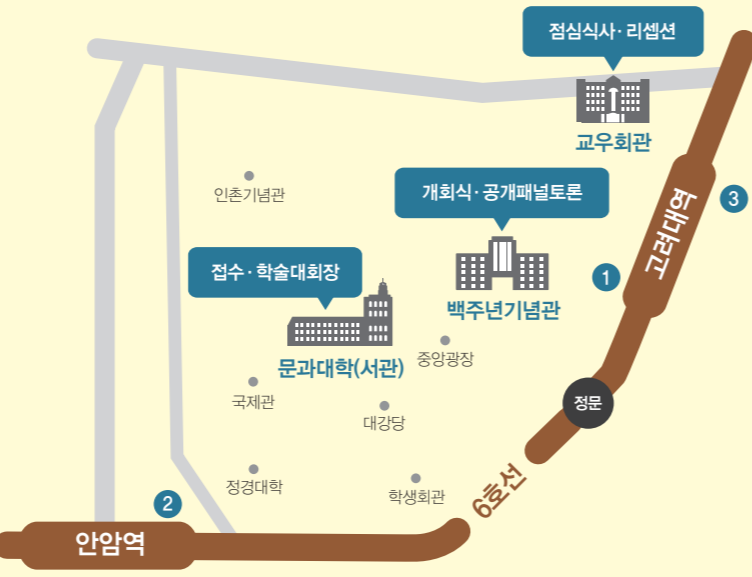 점심식사·리셉션
교우회관
인촌기념관
개회식·공개패널토론
3
고려대역
접수·학술대회장
1
백주년기념관
문과대학(서관)
중앙광장
국제관
대강당
정문
정경대학
학생회관
6호선
2
안암역